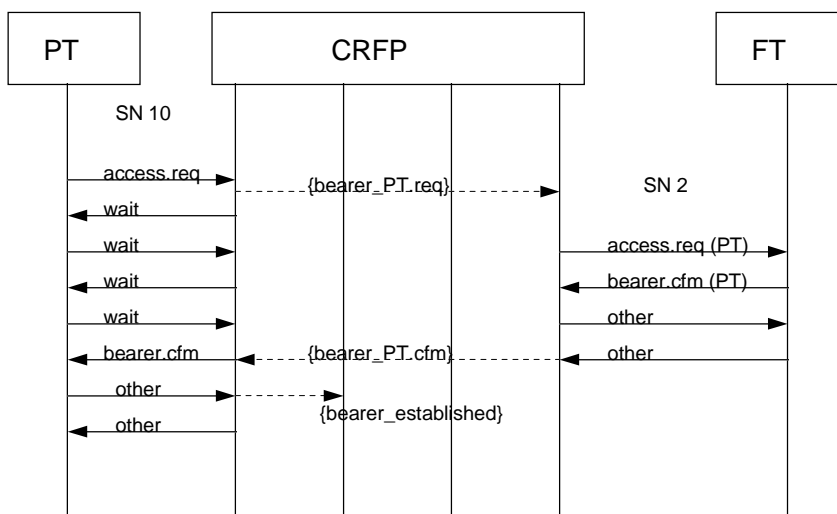 PT CRFP FT
SN 10
access.req {bearer_PT.req} SN 2
wait
wait access.req (PT)
wait bearer.cfm (PT)
wait other
bearer.cfm {bearer_PT.cfm} other
other
{bearer_established}
other